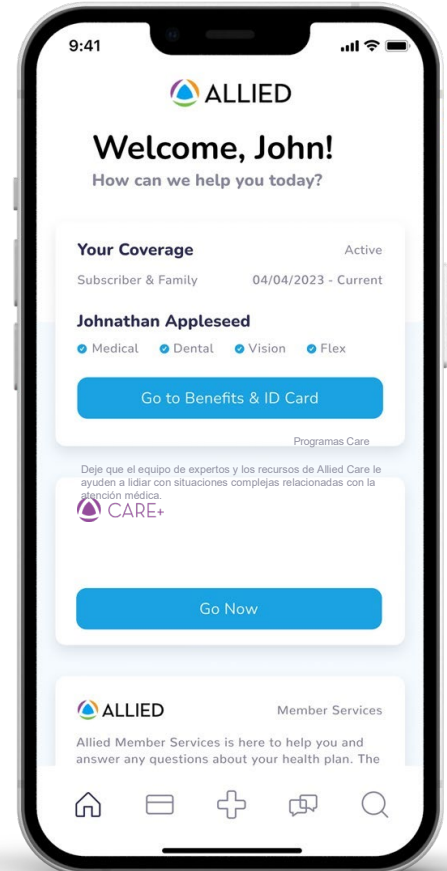 9:41
ALLIED
Welcome, John!
How can we help you today?
Your Coverage
Active
Subscriber & Family
04/04/2023 - Current
Johnathan Appleseed
Medical
Dental
Vision
Flex
Go to Benefits & ID Card
Programas Care
Deje que el equipo de expertos y los recursos de Allied Care le
ayuden a lidiar con situaciones complejas relacionadas con la
atención médica.
CARE+
Go Now
ALLIED
Member Services
Allied Member Services is here to help you and
answer any questions about your health plan. The